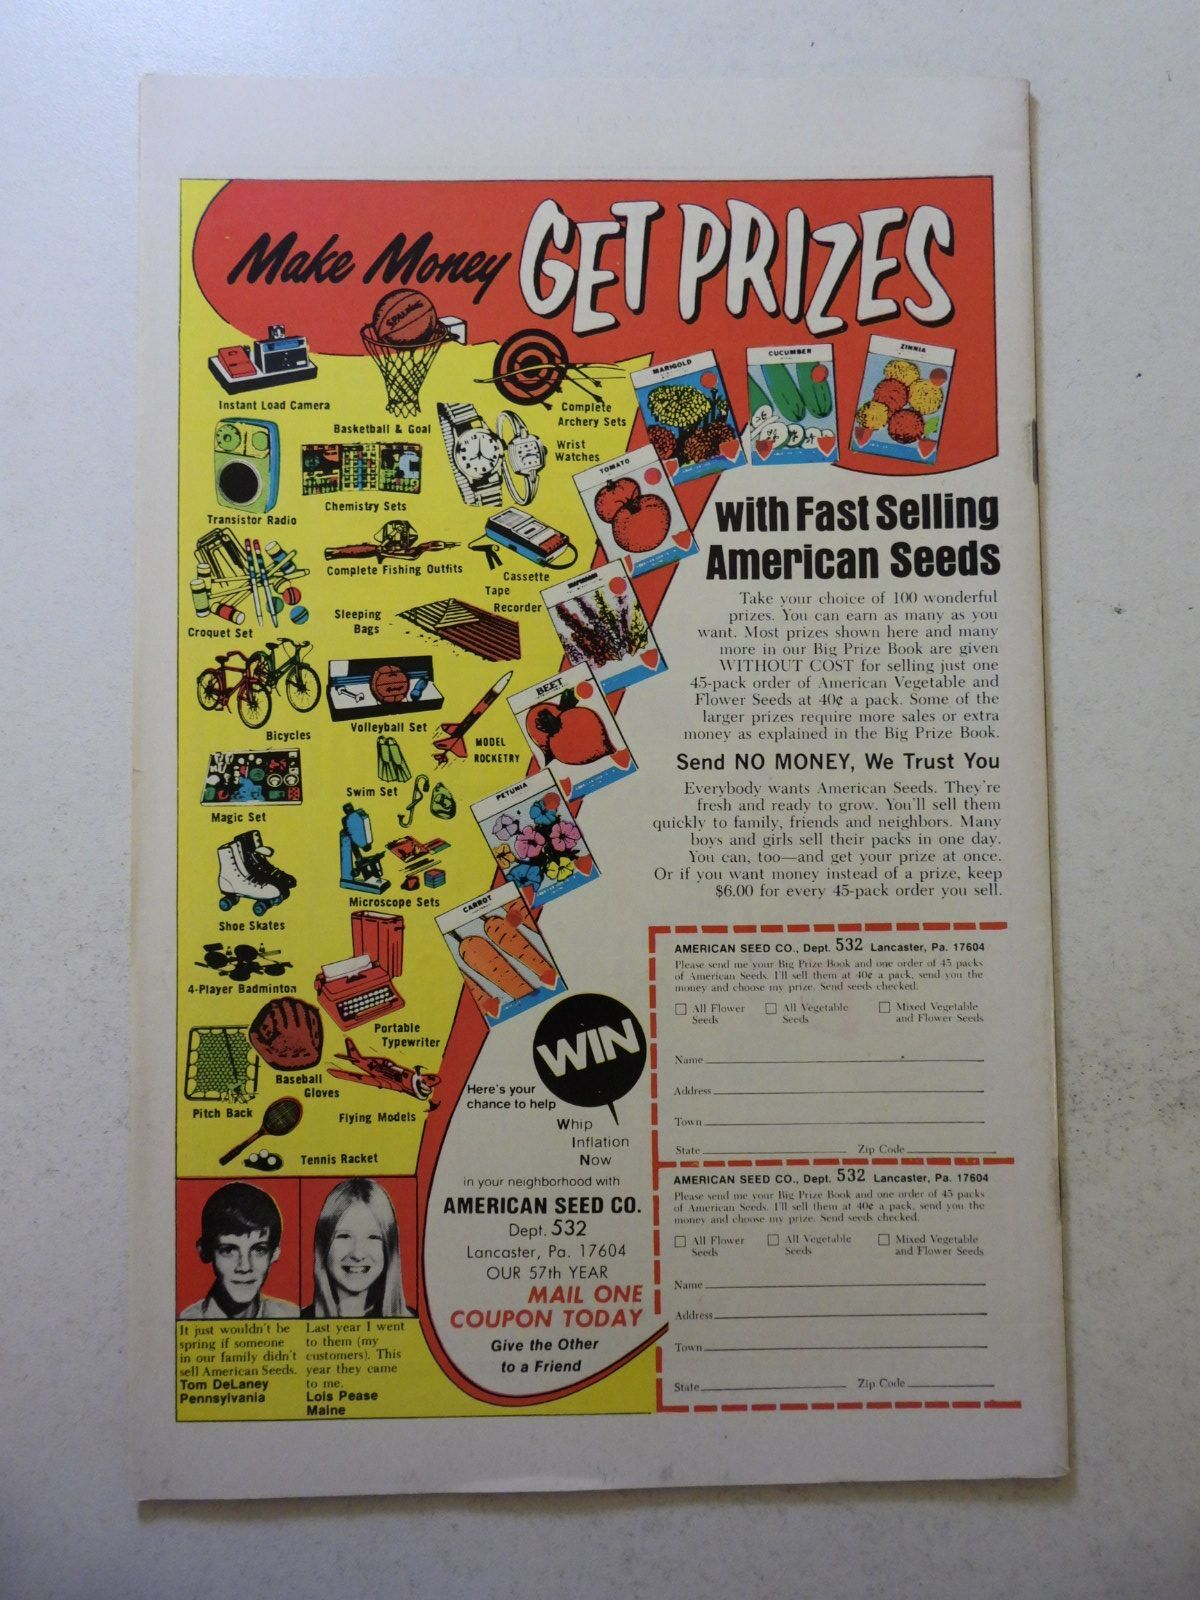 Make Money GET PRIZES
SPALDING
Instant Load Camera
Basketball & Goal
Complete
Archery Sets
Wrist
Watches
Transistor Radio
Chemistry Sets
Complete Fishing Outfits
Cassette
Tape
Recorder
Croquet Set
Sleeping
Bags
Bicycles
Volleyball Set
MODEL
ROCKETRY
Magic Set
Swim Set
Shoe Skates
Microscope Sets
4-Player Badminton
Portable
Typewriter
Pitch Back
Baseball
Gloves
Flying Models
Tennis Racket
MARIGOLD
CUCUMBER
ZINNIA
TOMATO
BEET
PETUNIA
CARROT
with Fast Selling
American Seeds
Take your choice of 100 wonderful
prizes. You can earn as many as you
want. Most prizes shown here and many
more in our Big Prize Book are given
WITHOUT COST for selling just one
45-pack order of American Vegetable and
Flower Seeds at 40¢ a pack. Some of the
larger prizes require more sales or extra
money as explained in the Big Prize Book.
Send NO MONEY, We Trust You
Everybody wants American Seeds. They're
fresh and ready to grow. You'll sell them
quickly to family, friends and neighbors. Many
boys and girls sell their packs in one day.
You can, too—and get your prize at once.
Or if you want money instead of a prize, keep
$6.00 for every 45-pack order you sell.
WIN
Here's your
chance to help
Whip
Inflation
Now
in your neighborhood with
AMERICAN SEED CO.
Dept. 532
Lancaster, Pa. 17604
OUR 57th YEAR
MAIL ONE
COUPON TODAY
Give the Other
to a Friend
It just wouldn't be
spring if someone
in our family didn't
sell American Seeds.
Tom DeLaney
Pennsylvania
Last year I went
to them (my
customers). This
year they came
to me.
Lois Pease
Maine
AMERICAN SEED CO., Dept. 532 Lancaster, Pa. 17604
Please send me your Big Prize Book and one order of 45 packs
of American Seeds. I'll sell them at 40¢ a pack, send you the
money and choose my prize. Send seeds checked.
All Flower
Seeds
All Vegetable
Seeds
Mixed Vegetable
and Flower Seeds
Name
Address
Town
State Zip Code
AMERICAN SEED CO., Dept. 532 Lancaster, Pa. 17604
Please send me your Big Prize Book and one order of 45 packs
of American Seeds. I'll sell them at 40¢ a pack, send you the
money and choose my prize. Send seeds checked.
All Flower
Seeds
All Vegetable
Seeds
Mixed Vegetable
and Flower Seeds
Name
Address
Town
State Zip Code